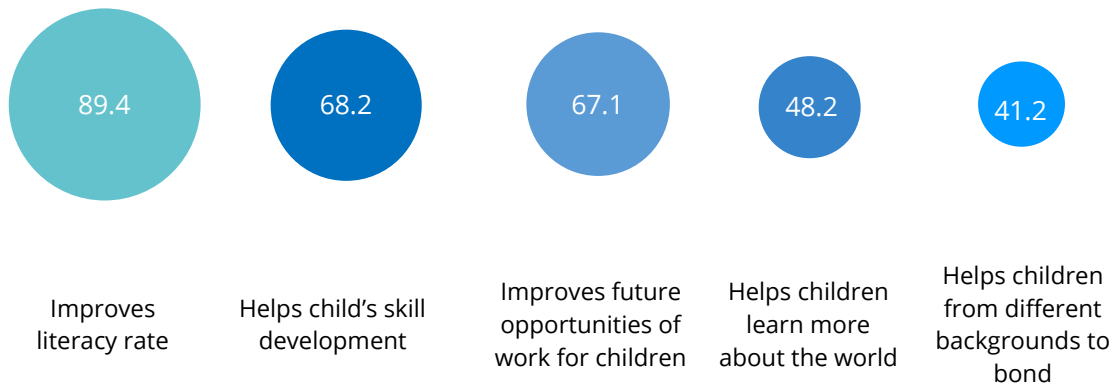 89.4
68.2
67.1
48.2
41.2
Improves
literacy rate
Helps child’s skill
development
Improves future
opportunities of
work for children
Helps children
learn more
about the world
Helps children
from different
backgrounds to
bond